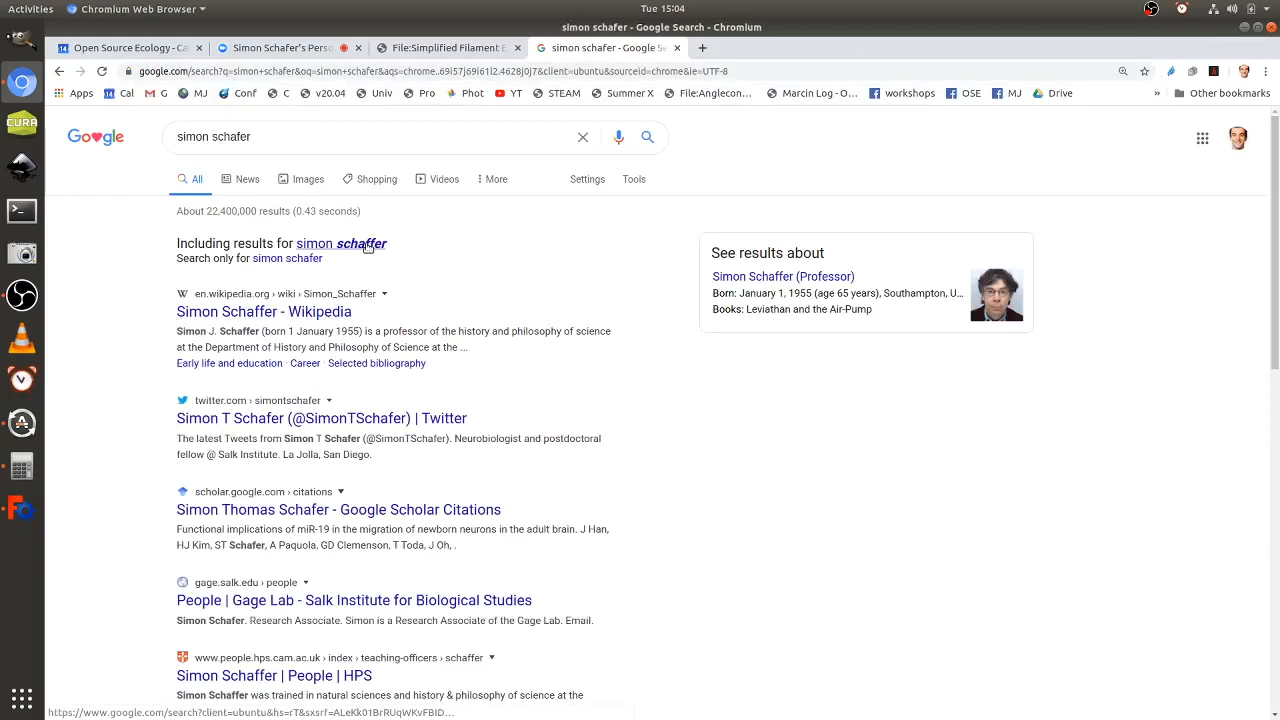 Activities
Chromium Web Browser
Tue 15:04
simon schafer - Google Search - Chromium
Open Source Ecology - Ca
Simon Schafer's Pers
File:Simplified Filament E
simon schafer - Google Se
google.com/search?q=simon+schafer&oq=simon+schafer&aqs=chrome..69i57j69i61l2.4628j0j7&client=ubuntu&sourceid=chrome&ie=UTF-8
Apps
Cal
G
MJ
Conf
C
v20.04
Univ
Pro
Phot
YT
STEAM
Summer X
File:Anglecon...
Marcin Log - O...
workshops
OSE
MJ
Drive
»
Other bookmarks
Google
simon schafer
All
News
Images
Shopping
Videos
More
Settings
Tools
About 22,400,000 results (0.43 seconds)
Including results for simon schaffer
Search only for simon schafer
en.wikipedia.org › wiki › Simon_Schaffer
Simon Schaffer - Wikipedia
Simon J. Schaffer (born 1 January 1955) is a professor of the history and philosophy of science
at the Department of History and Philosophy of Science at the ...
Early life and education · Career · Selected bibliography
twitter.com › simontschafer
Simon T Schafer (@SimonTSchafer) | Twitter
The latest Tweets from Simon T Schafer (@SimonTSchafer). Neurobiologist and postdoctoral
fellow @ Salk Institute. La Jolla, San Diego.
scholar.google.com › citations
Simon Thomas Schafer - Google Scholar Citations
Functional implications of miR-19 in the migration of newborn neurons in the adult brain. J Han,
HJ Kim, ST Schafer, A Paquola, GD Clemenson, T Toda, J Oh, .
gage.salk.edu › people
People | Gage Lab - Salk Institute for Biological Studies
Simon Schafer. Research Associate. Simon is a Research Associate of the Gage Lab. Email.
www.people.hps.cam.ac.uk › index › teaching-officers › schaffer
Simon Schaffer | People | HPS
Simon Schaffer was trained in natural sciences and history & philosophy of science at the
See results about
Simon Schaffer (Professor)
Born: January 1, 1955 (age 65 years), Southampton, U...
Books: Leviathan and the Air-Pump
CURA
https://www.google.com/search?client=ubuntu&hs=rT&sxsrf=ALeKk01BrRUqWKvFBID...